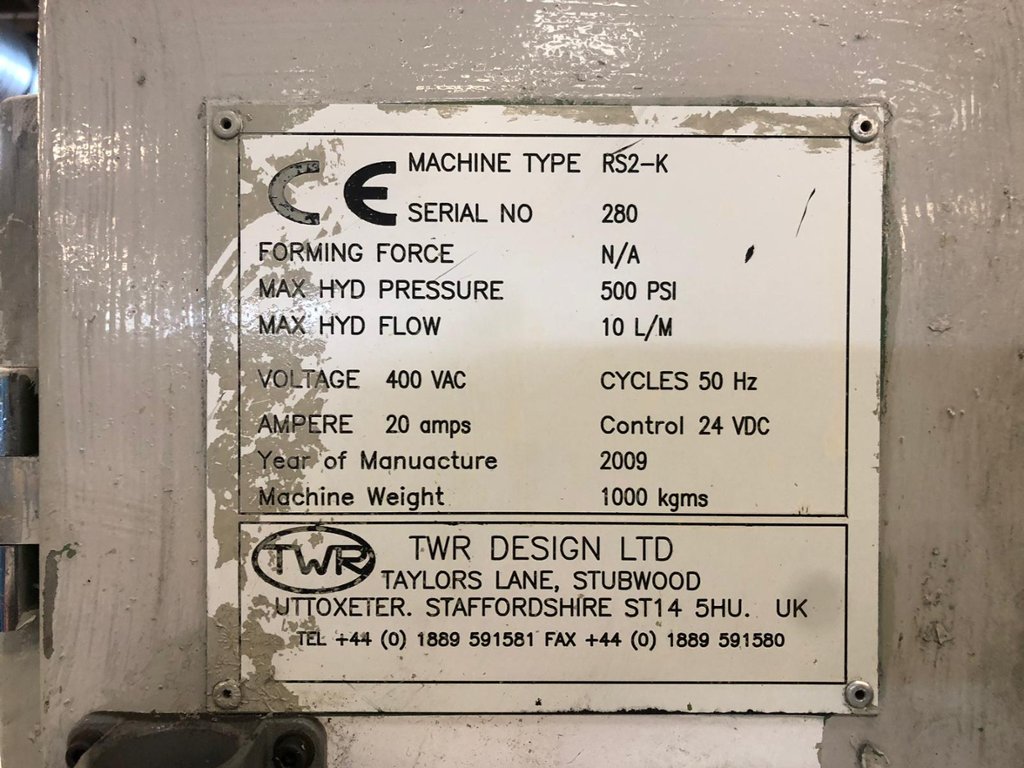 CE MACHINE TYPE RS2-K
SERIAL NO 280
FORMING FORCE N/A
MAX HYD PRESSURE 500 PSI
MAX HYD FLOW 10 L/M
VOLTAGE 400 VAC CYCLES 50 Hz
AMPERE 20 amps Control 24 VDC
Year of Manuacture 2009
Machine Weight 1000 kgms
TWR TWR DESIGN LTD
TAYLORS LANE, STUBWOOD
UTTOXETER. STAFFORDSHIRE ST14 5HU. UK
TEL +44 (0) 1889 591581 FAX +44 (0) 1889 591580